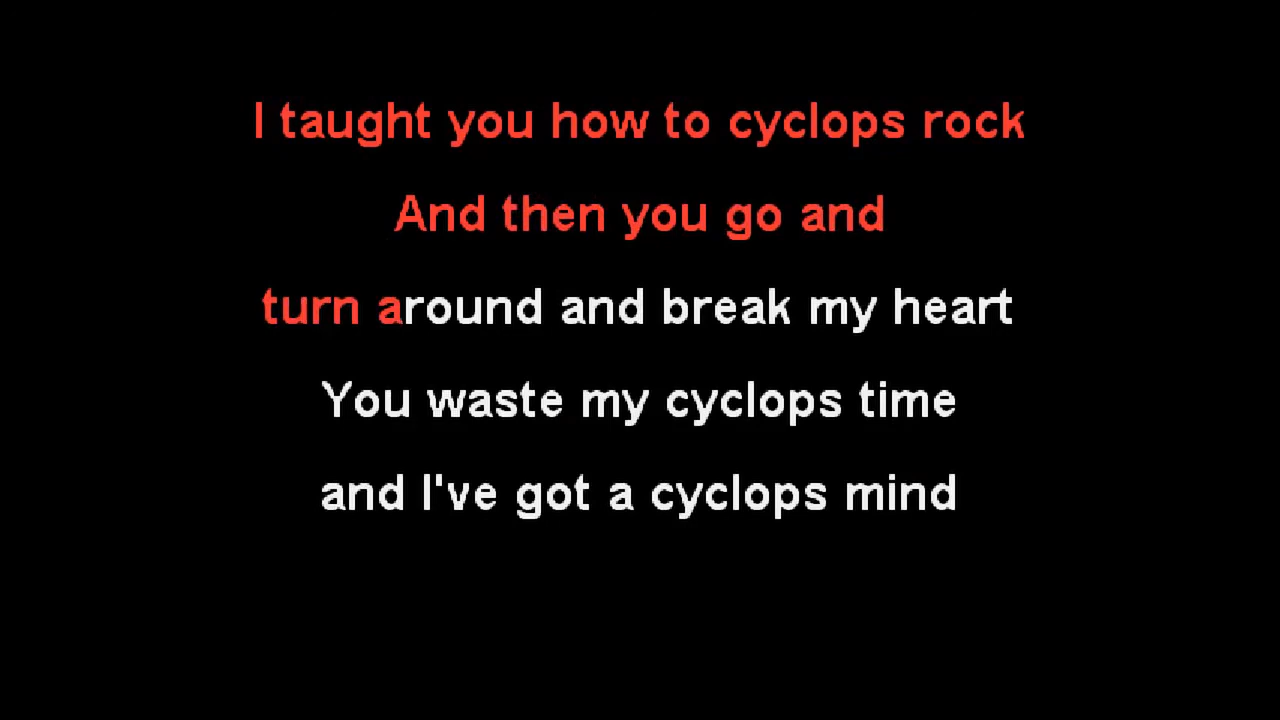 I taught you how to cyclops rock
And then you go and
turn around and break my heart
You waste my cyclops time
and I've got a cyclops mind